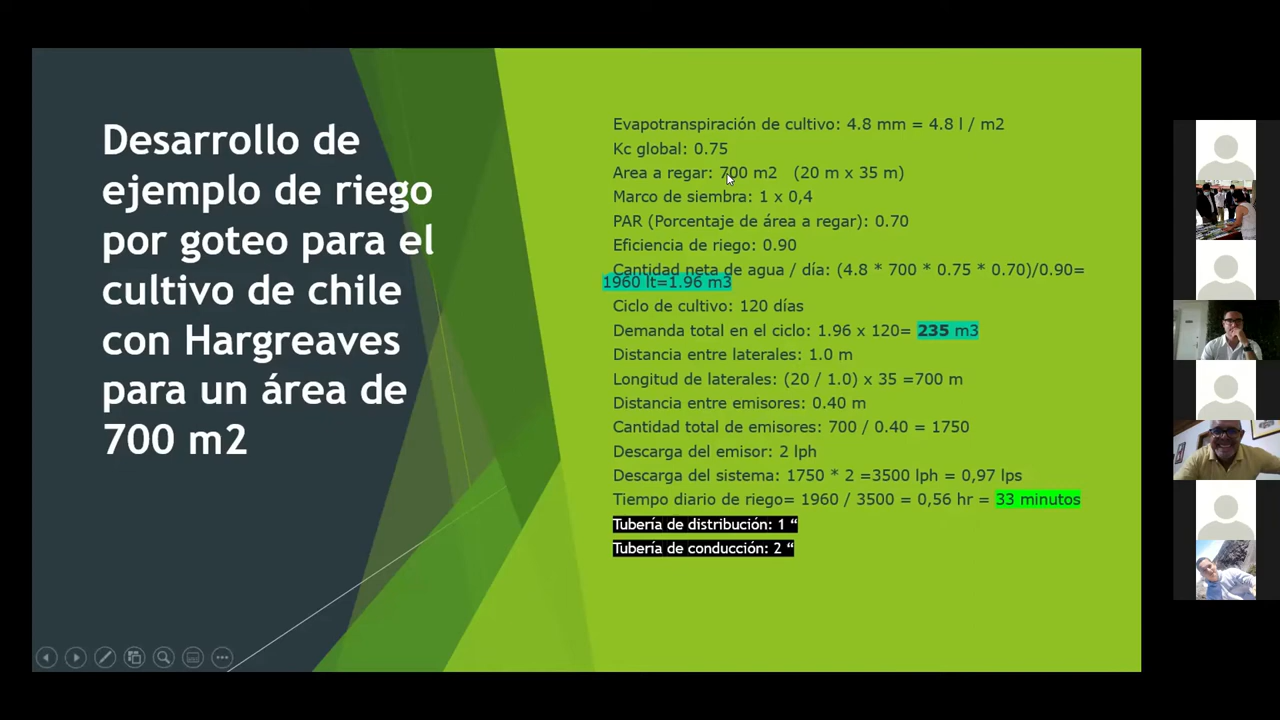 Desarrollo de
ejemplo de riego
por goteo para el
cultivo de chile
con Hargreaves
para un área de
700 m2
Evapotranspiración de cultivo: 4.8 mm = 4.8 l / m2
Kc global: 0.75
Area a regar: 700 m2 (20 m x 35 m)
Marco de siembra: 1 x 0,4
PAR (Porcentaje de área a regar): 0.70
Eficiencia de riego: 0.90
Cantidad neta de agua / día: (4.8 * 700 * 0.75 * 0.70)/0.90=
1960 lt=1.96 m3
Ciclo de cultivo: 120 días
Demanda total en el ciclo: 1.96 x 120= 235 m3
Distancia entre laterales: 1.0 m
Longitud de laterales: (20 / 1.0) x 35 =700 m
Distancia entre emisores: 0.40 m
Cantidad total de emisores: 700 / 0.40 = 1750
Descarga del emisor: 2 lph
Descarga del sistema: 1750 * 2 =3500 lph = 0,97 lps
Tiempo diario de riego= 1960 / 3500 = 0,56 hr = 33 minutos
Tubería de distribución: 1 “
Tubería de conducción: 2 “